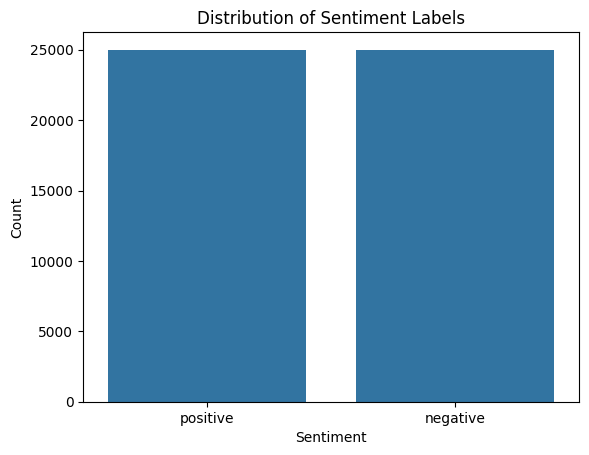 Distribution of Sentiment Labels
25000
20000
15000
10000
5000
0
Count
positive negative
Sentiment